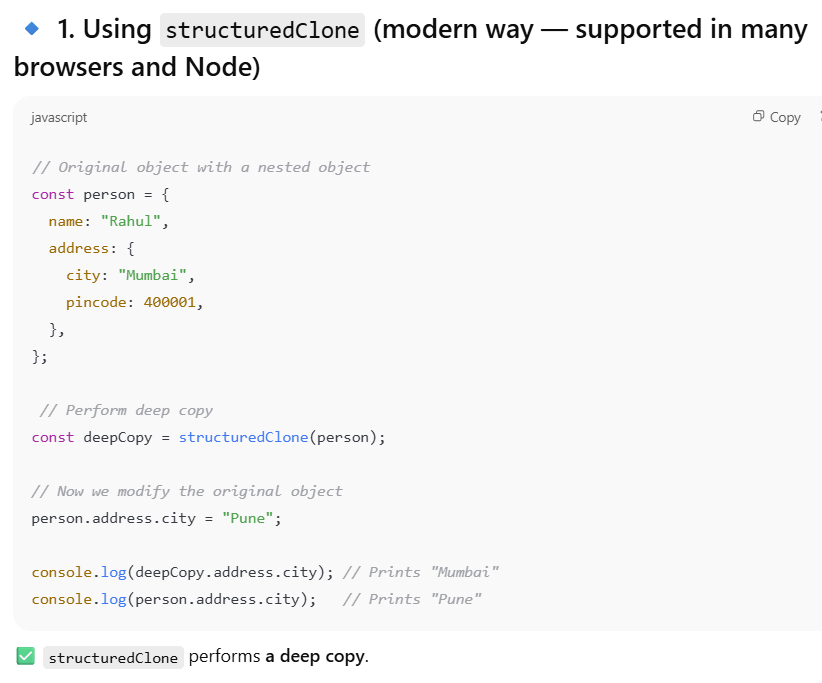 🔹 1. Using structuredClone (modern way — supported in many
browsers and Node)
javascript
Copy
// Original object with a nested object
const person = {
  name: "Rahul",
  address: {
    city: "Mumbai",
    pincode: 400001,
  },
};
 // Perform deep copy
const deepCopy = structuredClone(person);
// Now we modify the original object
person.address.city = "Pune";
console.log(deepCopy.address.city); // Prints "Mumbai"
console.log(person.address.city);   // Prints "Pune"
✅ structuredClone performs a deep copy.